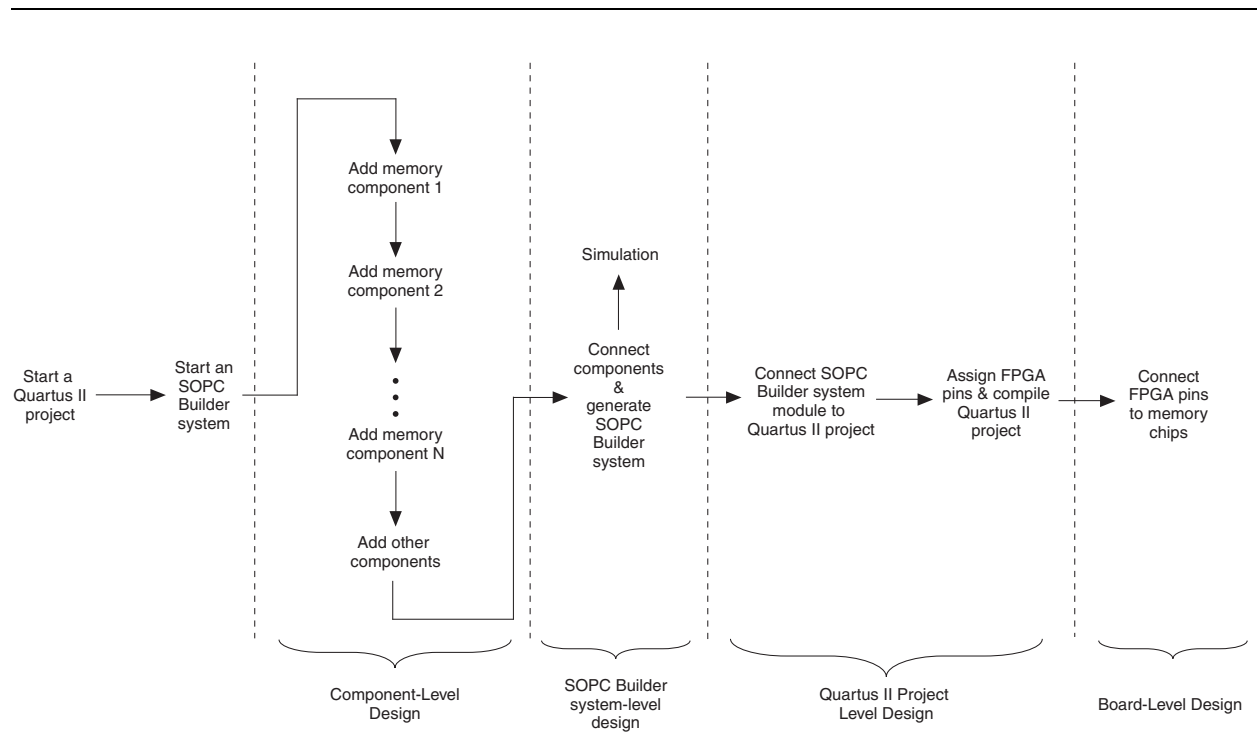 Start a
Quartus II
project
Start an
SOPC
Builder
system
Add memory
component 1
Add memory
component 2
Add memory
component N
Add other
components
Simulation
Connect
components
&
generate
SOPC
Builder
system
Connect SOPC
Builder system
module to
Quartus II project
Assign FPGA
pins & compile
Quartus II
project
Connect
FPGA pins
to memory
chips
Component-Level
Design
SOPC Builder
system-level
design
Quartus II Project
Level Design
Board-Level Design